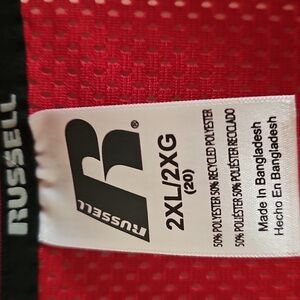 RUSSELL
RUSSELL
®
2XL/2XG
(20)
50% POLYESTER 50% RECYCLED POLYESTER
50% POLIÉSTER 50% POLIÉSTER RECICLADO
Made In Bangladesh
Hecho En Bangladesh